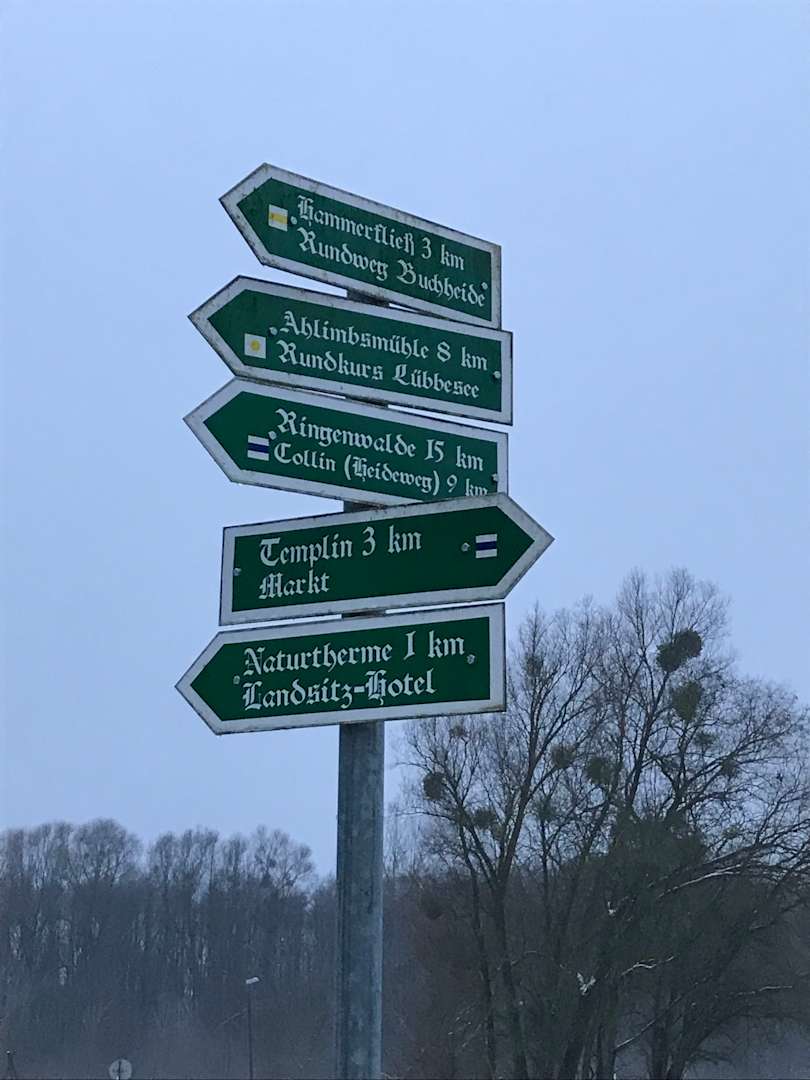 Hammerfließ 3 km
Rundweg Buchheide
Ahlimbsmühle 8 km
Rundkurs Lübbesee
Ringenwalde 15 km
Collin (Heideweg) 9 km
Templin 3 km
Markt
Naturtherme 1 km
Landsitz-Hotel